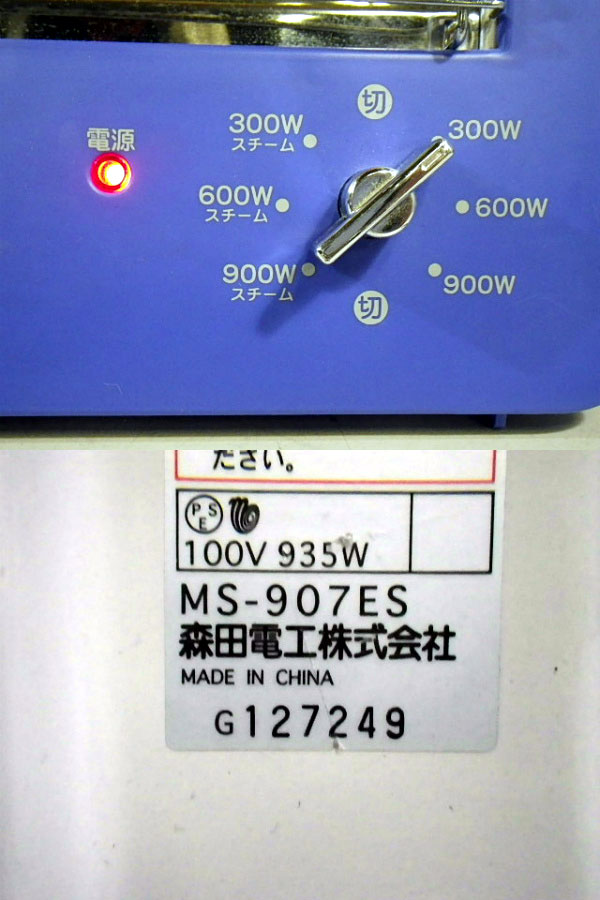 切
電源
300W
スチーム
300W
600W
スチーム
600W
900W
スチーム
900W
切
ださい。
PSE
100V 935W
MS-907ES
森田電工株式会社
MADE IN CHINA
G127249